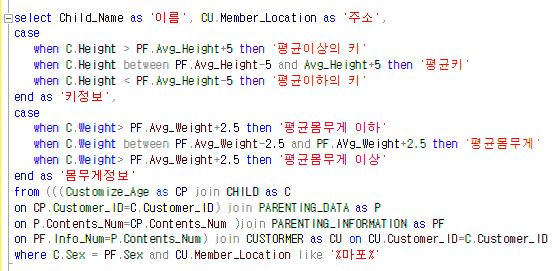 select Child_Name as '이름', CU.Member_Location as '주소',
case
when C.Height > PF.Avg_Height+5 then '평균이상의 키'
when C.Height between PF.Avg_Height-5 and Avg_Height+5 then '평균키'
when C.Height < PF.Avg_Height-5 then '평균이하의 키'
end as '키정보',
case
when C.Weight> PF.Avg_Weight+2.5 then '평균몸무게 이하'
when C.Weight between PF.Avg_Weight-2.5 and PF.AVg_Weight+2.5 then '평균몸무게'
when C.Weight> PF.Avg_Weight+2.5 then '평균몸무게 이상'
end as '몸무게정보'
from (((Customize_Age as CP join CHILD as C
on CP.Customer_ID=C.Customer_ID) join PARENTING_DATA as P
on P.Contents_Num=CP.Contents_Num )join PARENTING_INFORMATION as PF
on PF.Info_Num=P.Contents_Num) join CUSTORMER as CU on CU.Customer_ID=C.Customer_ID
where C.Sex = PF.Sex and CU.Member_Location like '%마포%'